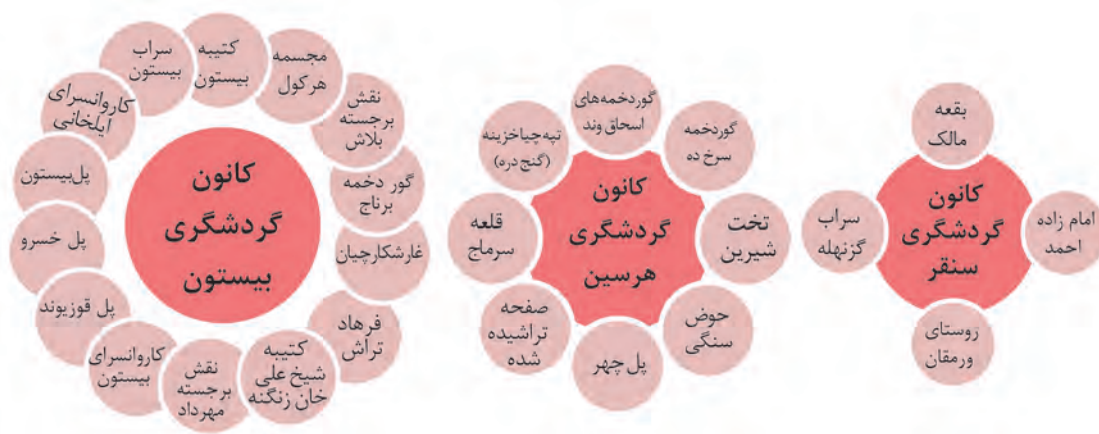 کانون
گردشگری
بیستون
کتیبه
بیستون
مجسمه
هرکول
نقش
برجسته
بلاش
گور دخمه
برناج
غارشکارچیان
فرهاد
تراش
کتیبه
شیخ علی
خان زنگنه
نقش
برجسته
مهرداد
کاروانسرای
بیستون
پل قوزیوند
پل خسرو
پل‌بیستون
کاروانسرای
ایلخانی
سراب
بیستون
کانون
گردشگری
هرسین
گوردخمه‌های
اسحاق وند
گوردخمه
سرخ ده
تخت
شیرین
حوض
سنگی
پل چهر
صفحه
تراشیده
شده
قلعه
سرماج
تپه چیاخزینه
(گنج دره)
کانون
گردشگری
سنقر
بقعه
مالک
امام زاده
احمد
روستای
ورمقان
سراب
گزنهله